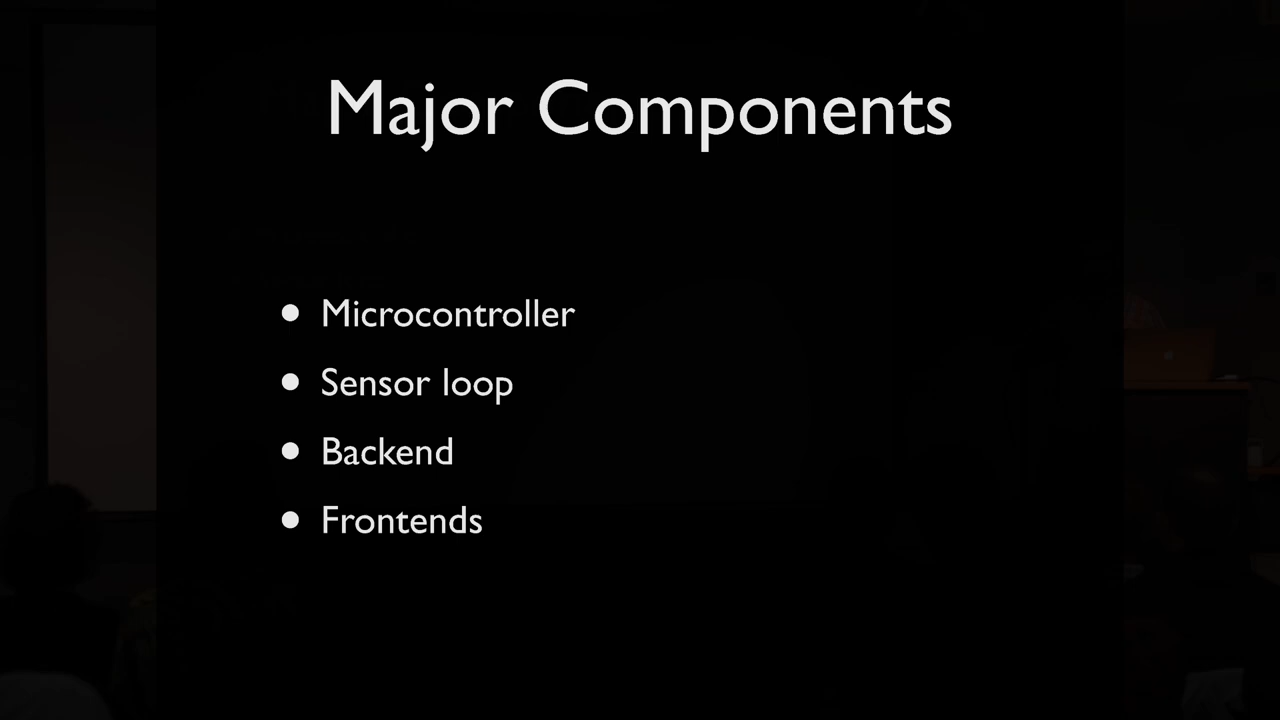 Major Components
• Microcontroller
• Sensor loop
• Backend
• Frontends